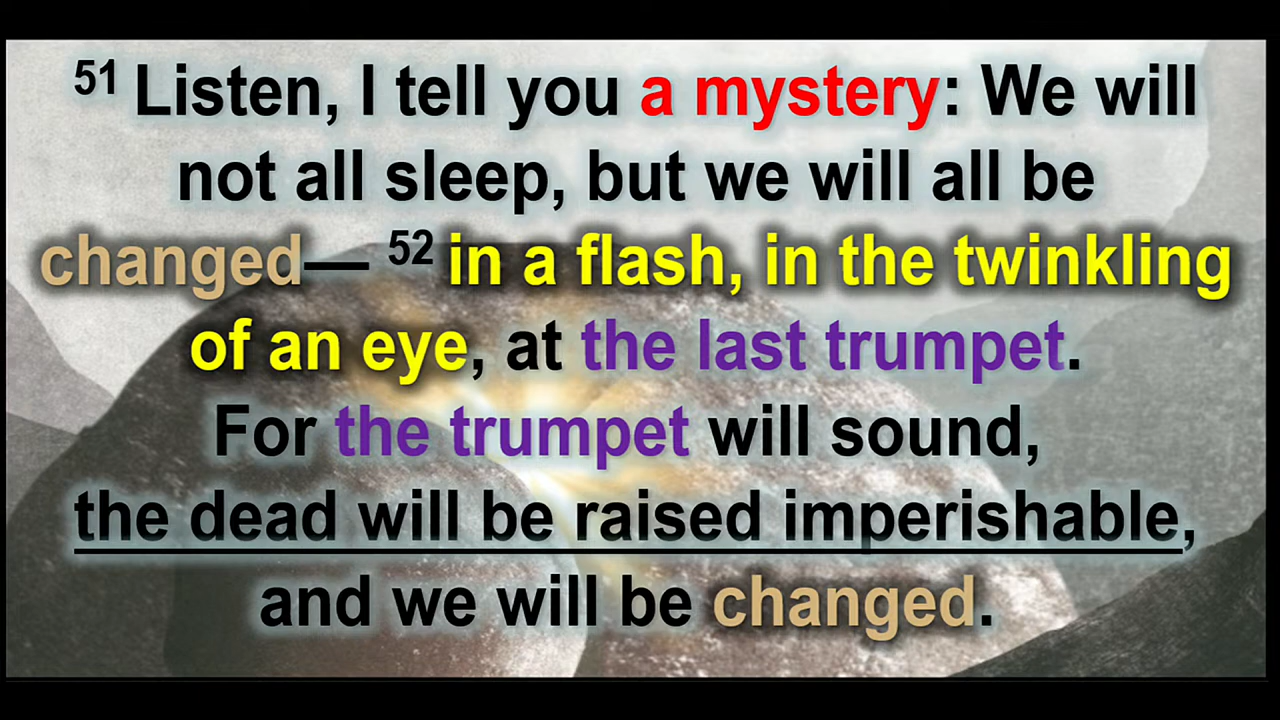 51 Listen, I tell you a mystery: We will
not all sleep, but we will all be
changed— 52 in a flash, in the twinkling
of an eye, at the last trumpet.
For the trumpet will sound,
the dead will be raised imperishable,
and we will be changed.